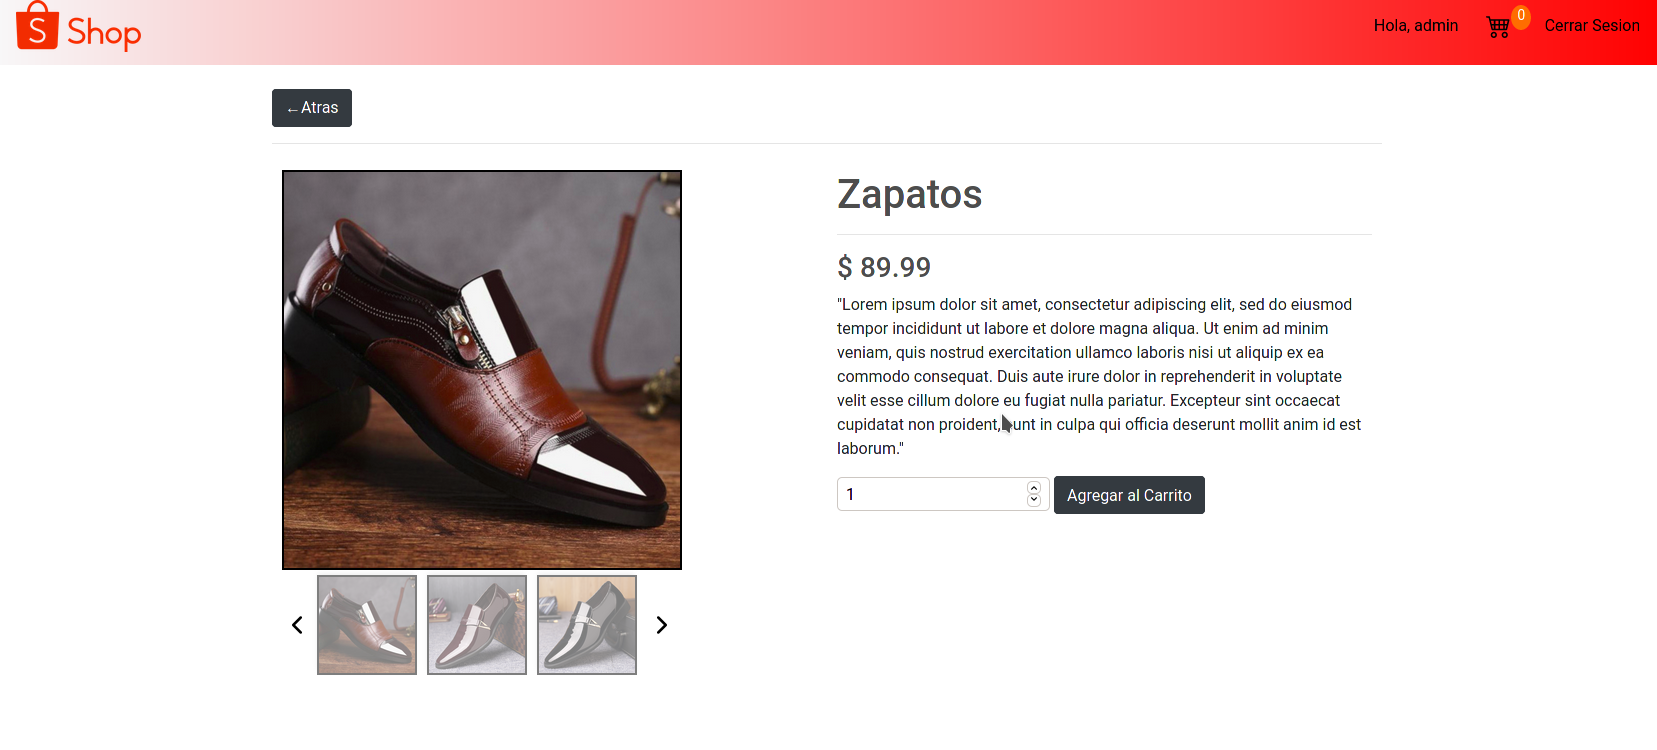 S Shop
Hola, admin
0
Cerrar Sesion
←Atras
Zapatos
$ 89.99
"Lorem ipsum dolor sit amet, consectetur adipiscing elit, sed do eiusmod
tempor incididunt ut labore et dolore magna aliqua. Ut enim ad minim
veniam, quis nostrud exercitation ullamco laboris nisi ut aliquip ex ea
commodo consequat. Duis aute irure dolor in reprehenderit in voluptate
velit esse cillum dolore eu fugiat nulla pariatur. Excepteur sint occaecat
cupidatat non proident, sunt in culpa qui officia deserunt mollit anim id est
laborum."
1
Agregar al Carrito